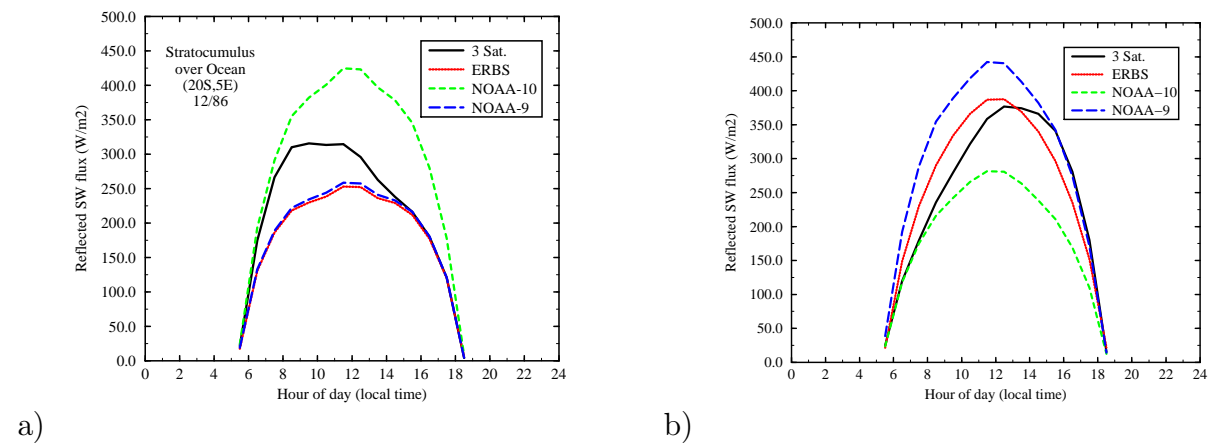 500.0
450.0
400.0
350.0
300.0
250.0
200.0
150.0
100.0
50.0
0.0
Reflected SW flux (W/m2)
Stratocumulus
over Ocean
(20S,5E)
12/86
3 Sat.
ERBS
NOAA-10
NOAA-9
0 2 4 6 8 10 12 14 16 18 20 22 24
Hour of day (local time)
a)
500.0
450.0
400.0
350.0
300.0
250.0
200.0
150.0
100.0
50.0
0.0
Reflected SW flux (W/m2)
3 Sat.
ERBS
NOAA−10
NOAA−9
0 2 4 6 8 10 12 14 16 18 20 22 24
Hour of day (local time)
b)